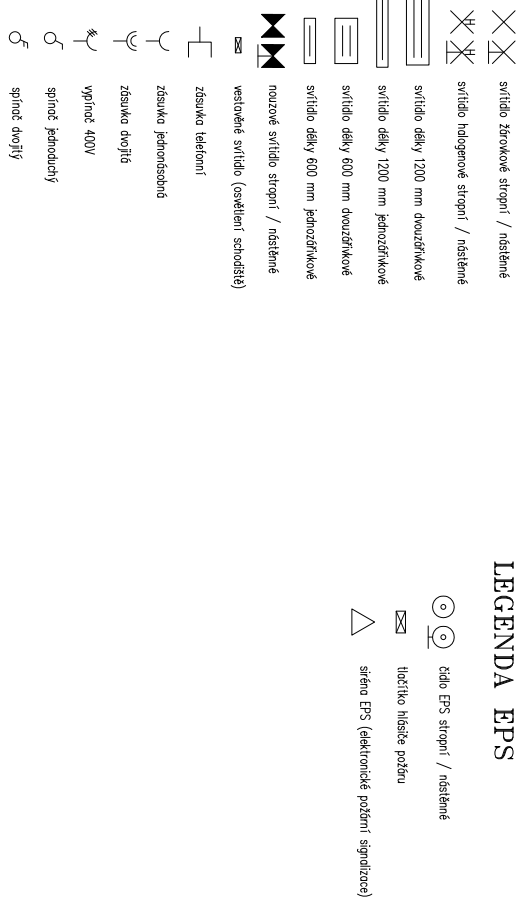 svítidlo žárovkové stropní / nástěnné
svítidlo halogenové stropní / nástěnné
svítidlo délky 1200 mm dvouzářivkové
svítidlo délky 1200 mm jednozářivkové
svítidlo délky 600 mm dvouzářivkové
svítidlo délky 600 mm jednozářivkové
nouzové svítidlo stropní / nástěnné
vestavěné svítidlo (osvětlení schodiště)
zásuvka telefonní
zásuvka jednonásobná
zásuvka dvojitá
vypínač 400V
spínač jednoduchý
spínač dvojitý
LEGENDA EPS
čidlo EPS stropní / nástěnné
tlačítko hlásiče požáru
siréna EPS (elektronické požární signalizace)
H
H